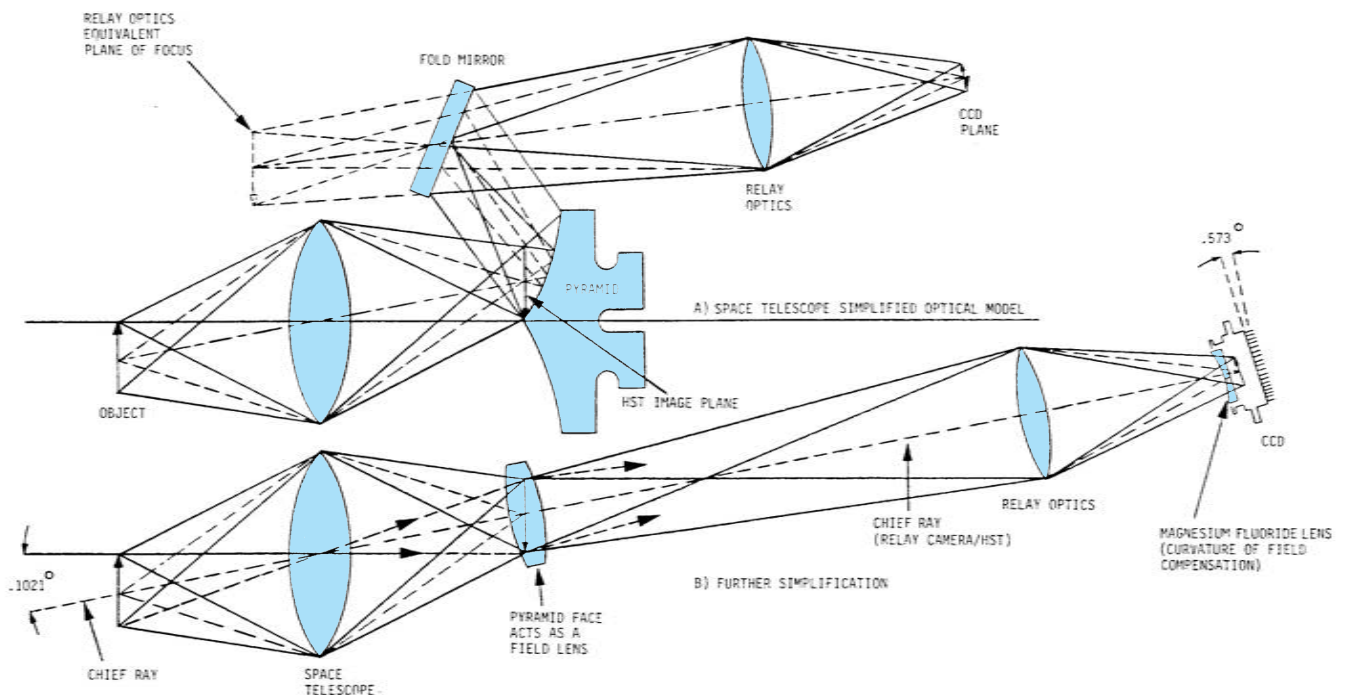 RELAY OPTICS
EQUIVALENT
PLANE OF FOCUS
FOLD MIRROR
CCD
PLANE
RELAY
OPTICS
PYRAMID
.573°
A) SPACE TELESCOPE SIMPLIFIED OPTICAL MODEL
OBJECT
HST IMAGE PLANE
CCD
RELAY OPTICS
CHIEF RAY
(RELAY CAMERA/HST)
MAGNESIUM FLUORIDE LENS
(CURVATURE OF FIELD
COMPENSATION)
.1021°
B) FURTHER SIMPLIFICATION
PYRAMID FACE
ACTS AS A
FIELD LENS
CHIEF RAY
SPACE
TELESCOPE